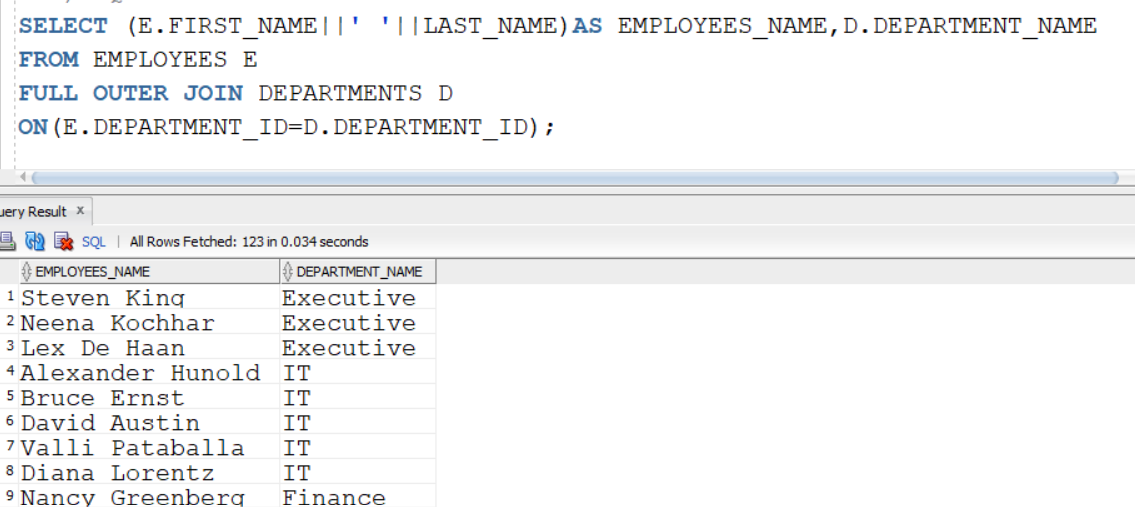 SELECT (E.FIRST_NAME||' '||LAST_NAME)AS EMPLOYEES_NAME,D.DEPARTMENT_NAME
FROM EMPLOYEES E
FULL OUTER JOIN DEPARTMENTS D
ON(E.DEPARTMENT_ID=D.DEPARTMENT_ID);
uery Result x
SQL | All Rows Fetched: 123 in 0.034 seconds
EMPLOYEES_NAME DEPARTMENT_NAME
1 Steven King Executive
2 Neena Kochhar Executive
3 Lex De Haan Executive
4 Alexander Hunold IT
5 Bruce Ernst IT
6 David Austin IT
7 Valli Pataballa IT
8 Diana Lorentz IT
9 Nancy Greenberg Finance